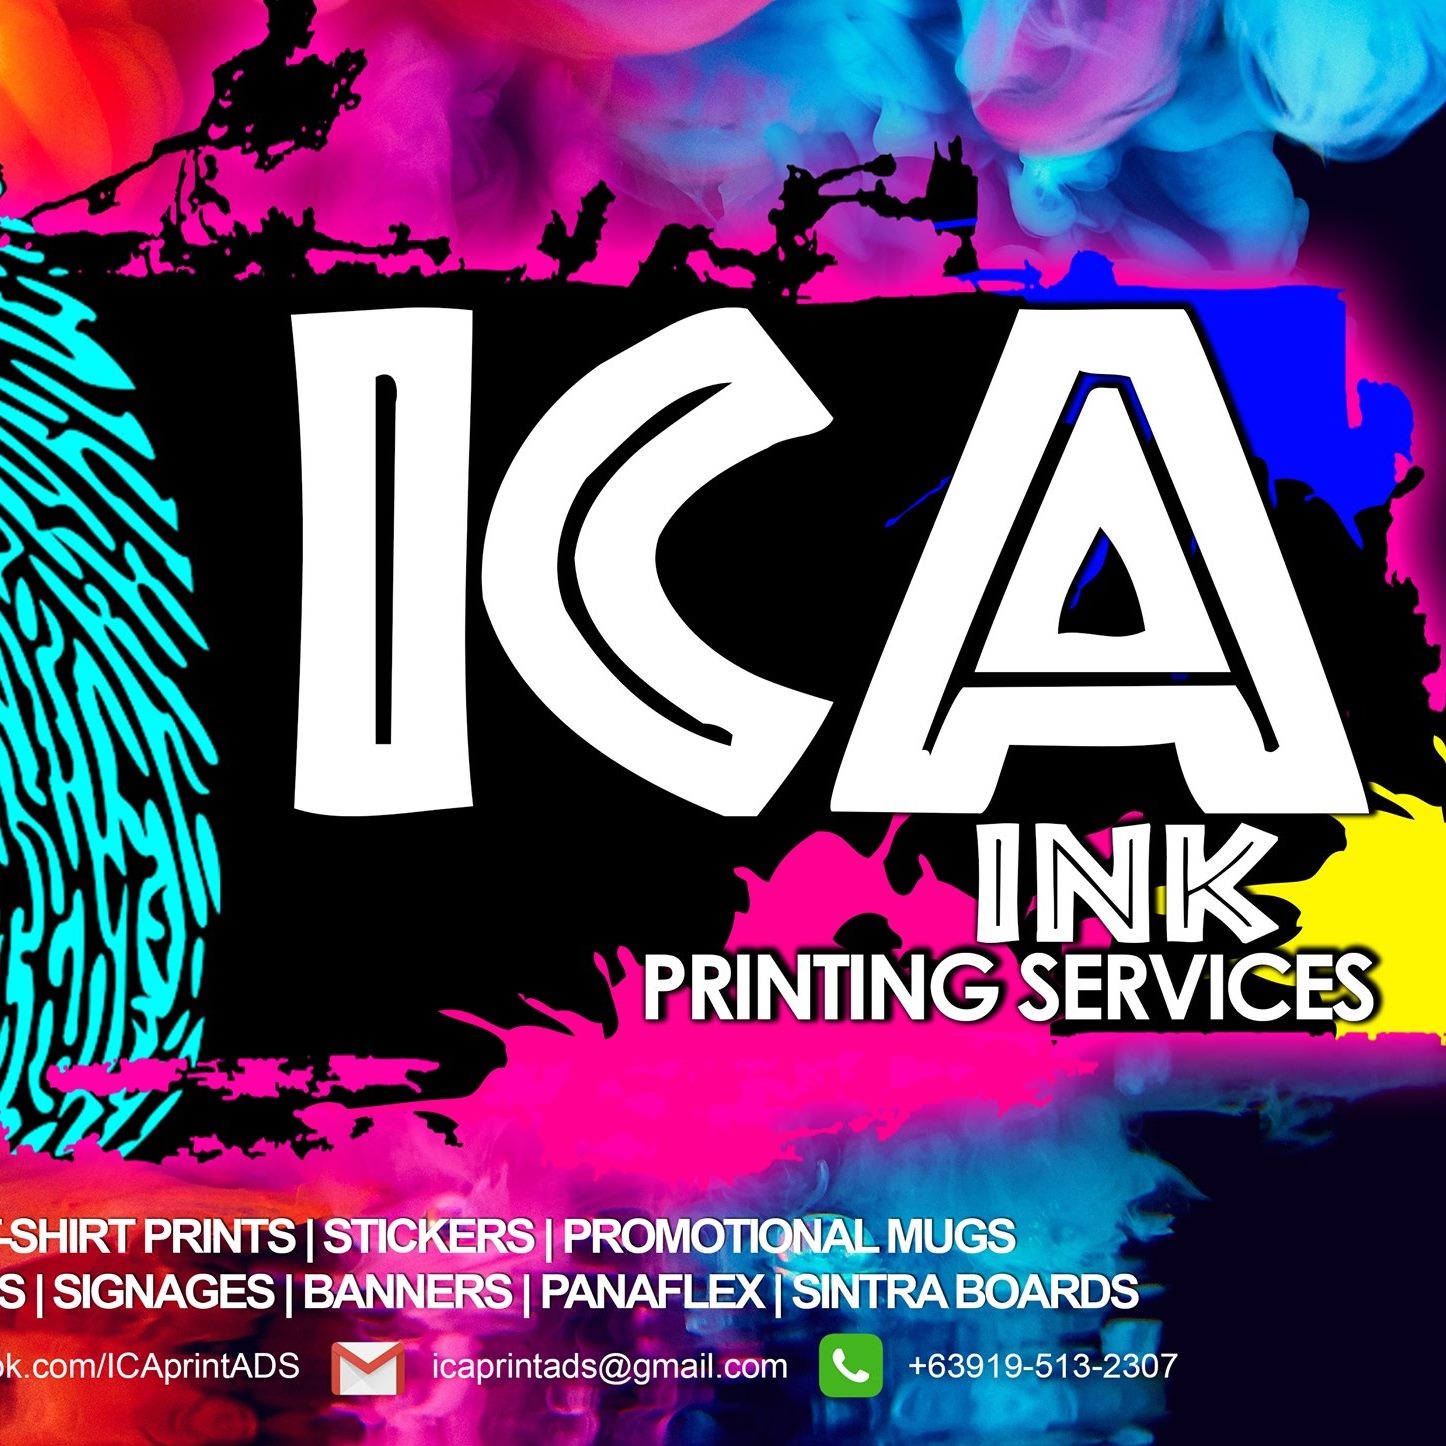 ICA
INK
PRINTING SERVICES
T-SHIRT PRINTS | STICKERS | PROMOTIONAL MUGS
S | SIGNAGES | BANNERS | PANAFLEX | SINTRA BOARDS
ok.com/ICAprintADS icaprintads@gmail.com +63919-513-2307